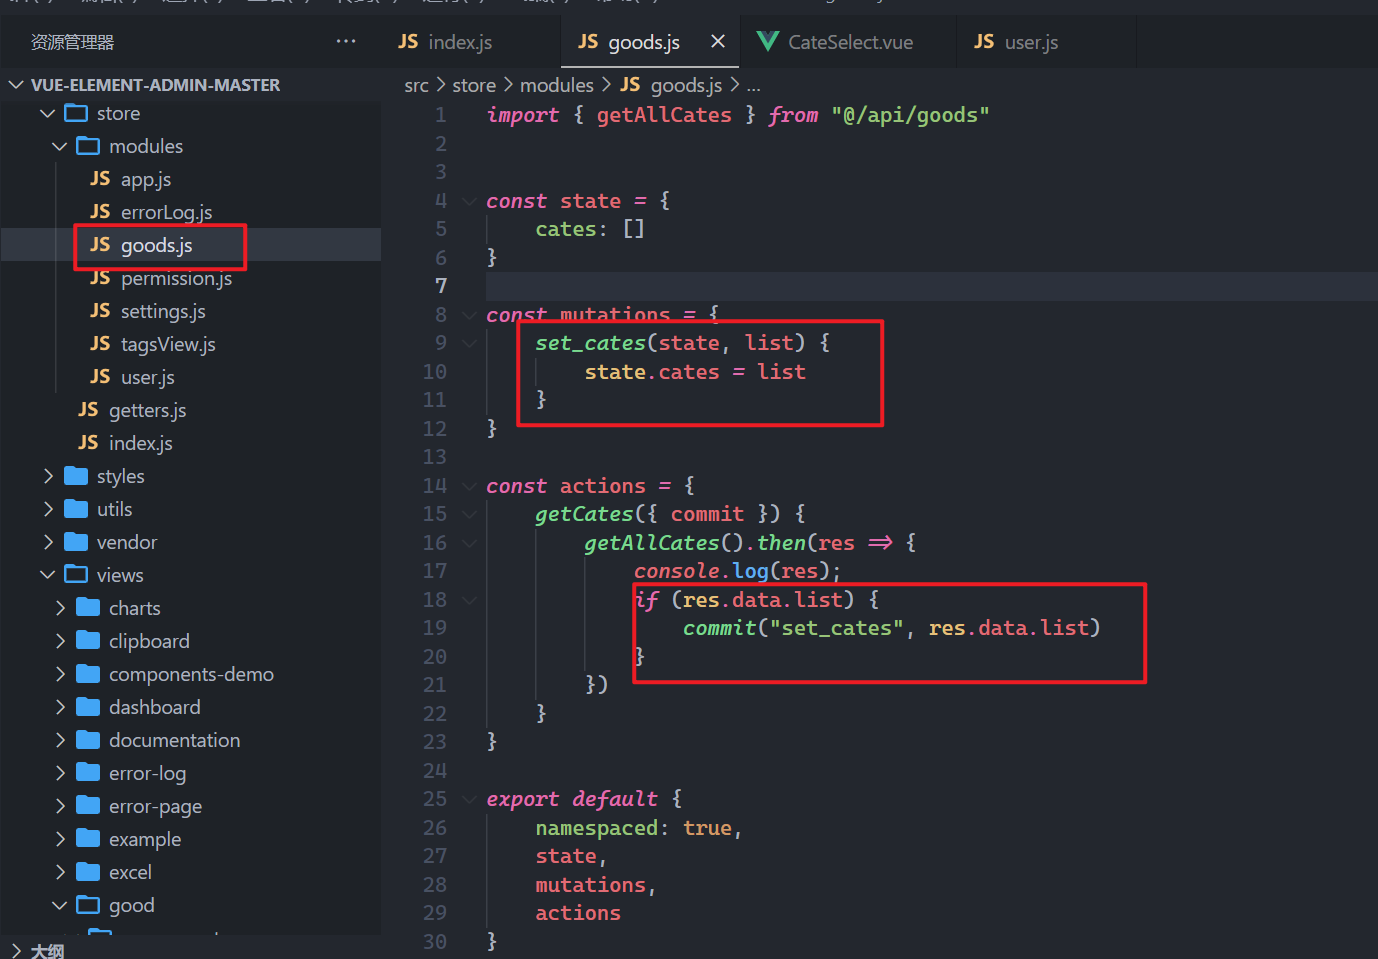 资源管理器 ···
JS index.js
JS goods.js
CateSelect.vue
JS user.js
VUE-ELEMENT-ADMIN-MASTER
store
modules
JS app.js
JS errorLog.js
JS goods.js
JS permission.js
JS settings.js
JS tagsView.js
JS user.js
JS getters.js
JS index.js
styles
utils
vendor
views
charts
clipboard
components-demo
dashboard
documentation
error-log
error-page
example
excel
good
大纲
src > store > modules > JS goods.js > ...
1 import { getAllCates } from "@/api/goods"
2
3
4 const state = {
5 cates: []
6 }
7
8 const mutations = {
9 set_cates(state, list) {
10 state.cates = list
11 }
12 }
13
14 const actions = {
15 getCates({ commit }) {
16 getAllCates().then(res => {
17 console.log(res);
18 if (res.data.list) {
19 commit("set_cates", res.data.list)
20 }
21 })
22 }
23 }
24
25 export default {
26 namespaced: true,
27 state,
28 mutations,
29 actions
30 }